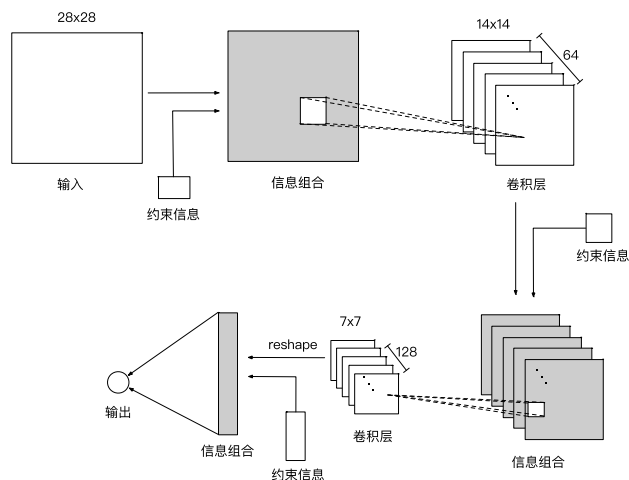 28x28
14x14
64
输入
约束信息
信息组合
卷积层
约束信息
7x7
reshape
128
输出
信息组合
约束信息
卷积层
信息组合